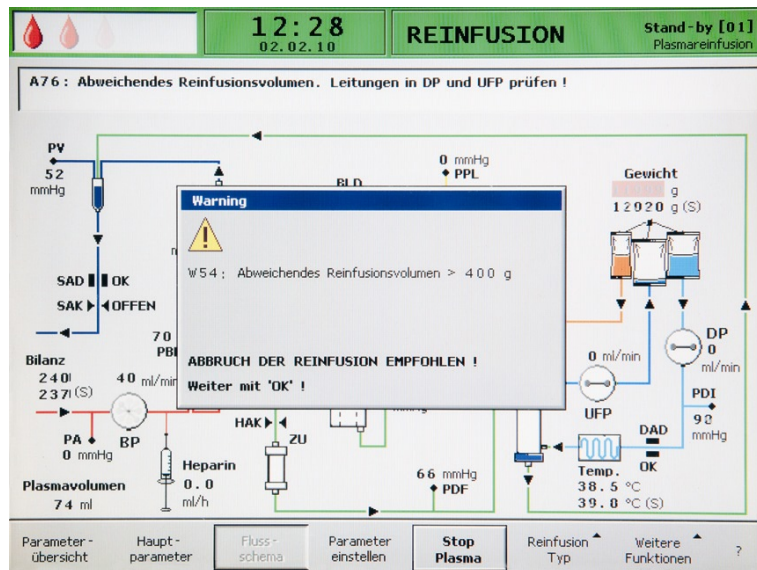 12:28
02.02.10
REINFUSION
Stand-by [01]
Plasmareinfusion
A76: Abweichendes Reinfusionsvolumen. Leitungen in DP und UFP prüfen !
PV
52
mmHg
BLD
0 mmHg
PPL
Gewicht
g
12920 g (S)
Warning
W54: Abweichendes Reinfusionsvolumen > 400 g
ABBRUCH DER REINFUSION EMPFOHLEN !
Weiter mit 'OK' !
SAD OK
SAK OFFEN
70
Bilanz
240
237 (S)
40 ml/min
PA
0 mmHg
BP
HAK
ZU
Heparin
0.0
ml/h
Plasmavolumen
74 ml
66 mmHg
PDF
0 ml/min
UFP
DP
0
ml/min
PDI
92
mmHg
DAD
OK
Temp.
38.5 °C
39.0 °C (S)
Parameter-
übersicht
Haupt-
parameter
Fluss-
schema
Parameter
einstellen
Stop
Plasma
Reinfusion
Typ
Weitere
Funktionen
?